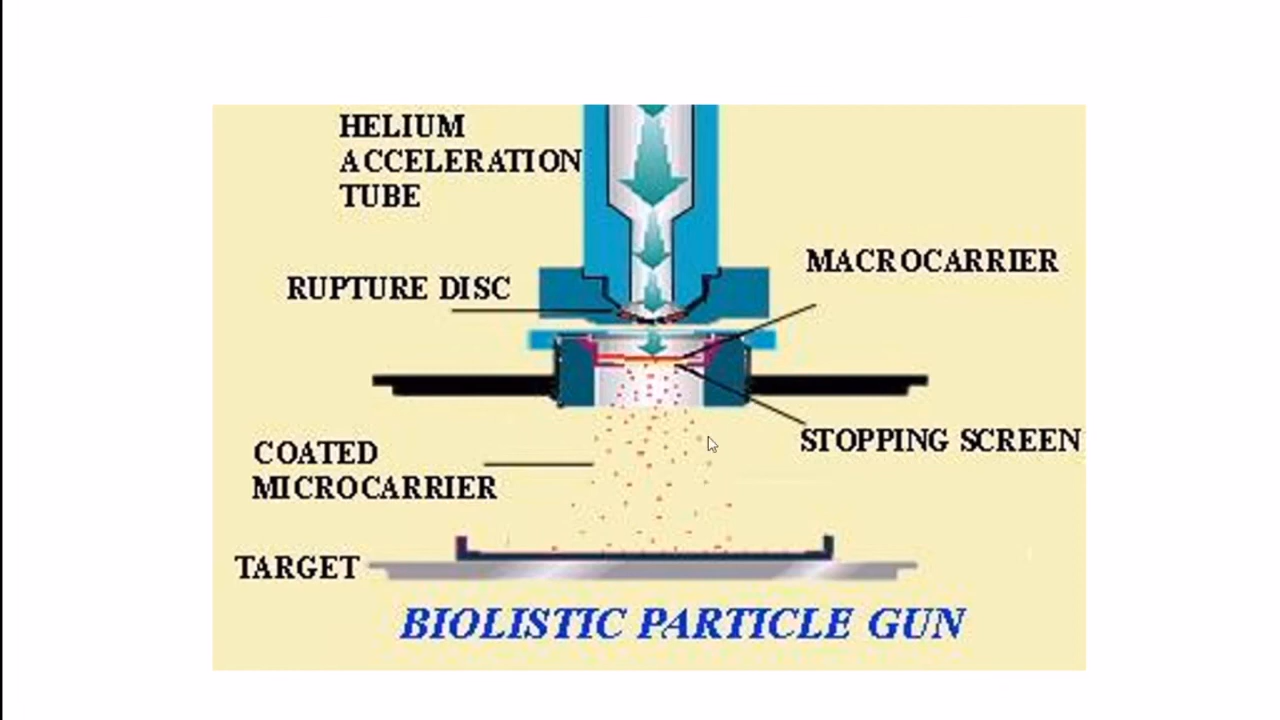 HELIUM
ACCELERATION
TUBE
MACROCARRIER
RUPTURE DISC
STOPPING SCREEN
COATED
MICROCARRIER
TARGET
BIOLISTIC PARTICLE GUN